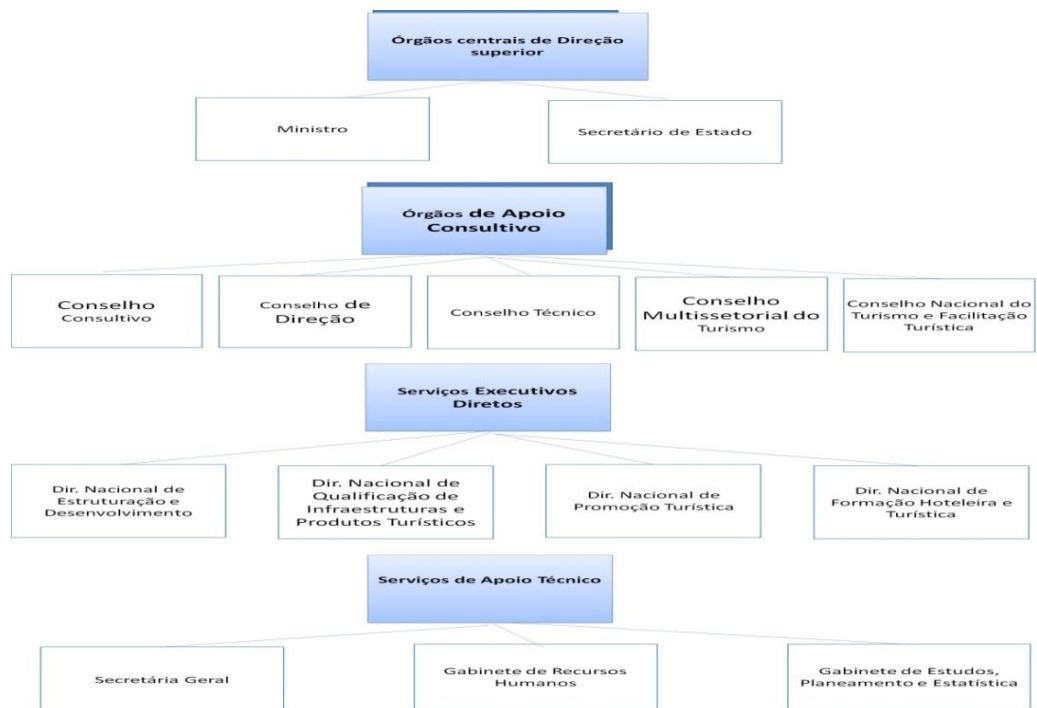 Órgãos centrais de Direção
superior
Ministro
Secretário de Estado
Órgãos de Apoio
Consultivo
Conselho
Consultivo
Conselho de
Direção
Conselho Técnico
Conselho
Multissetorial do
Turismo
Conselho Nacional do
Turismo e Facilitação
Turística
Serviços Executivos
Diretos
Dir. Nacional de
Estruturação e
Desenvolvimento
Dir. Nacional de
Qualificação de
Infraestruturas e
Produtos Turísticos
Dir. Nacional de
Promoção Turística
Dir. Nacional de
Formação Hoteleira e
Turística
Serviços de Apoio Técnico
Secretária Geral
Gabinete de Recursos
Humanos
Gabinete de Estudos,
Planeamento e Estatística